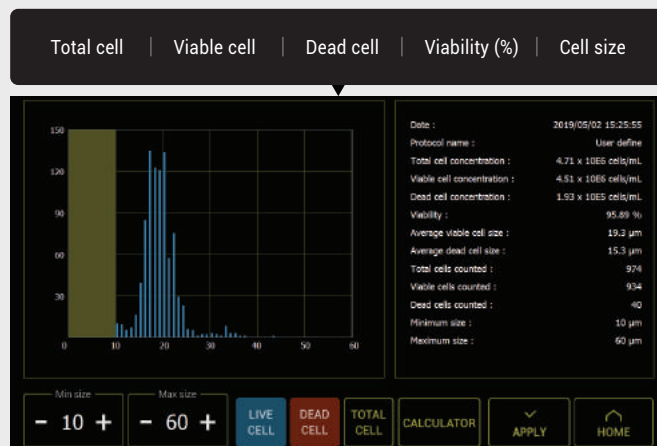 Total cell | Viable cell | Dead cell | Viability (%) | Cell size
150
120
90
60
30
0 10 20 30 40 50 60
Date : 2019/05/02 15:25:55
Protocol name : User define
Total cell concentration : 4.71 x 10E6 cells/mL
Viable cell concentration : 4.51 x 10E6 cells/mL
Dead cell concentration : 1.93 x 10E5 cells/mL
Viability : 95.89 %
Average viable cell size : 19.3 μm
Average dead cell size : 15.3 μm
Total cells counted : 974
Viable cells counted : 934
Dead cells counted : 40
Minimum size : 10 μm
Maximum size : 60 μm
Min size
- 10 +
Max size
- 60 +
LIVE
CELL
DEAD
CELL
TOTAL
CELL
CALCULATOR
APPLY
HOME